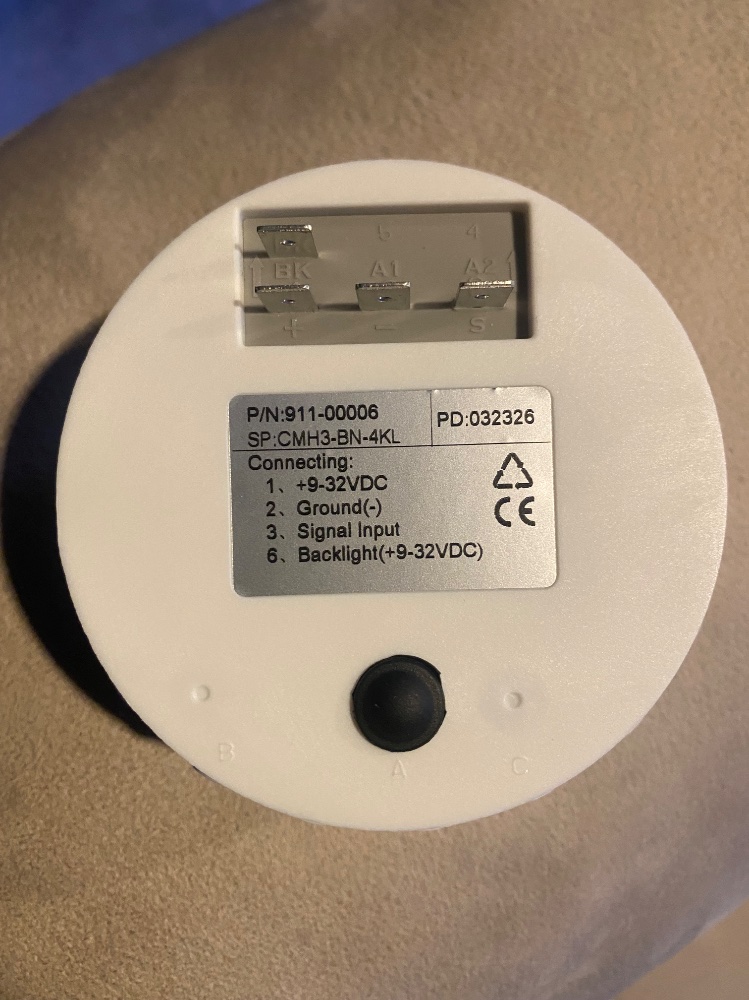 5 4
BK A1 A2
+ − S
P/N:911-00006 PD:032326
SP:CMH3-BN-4KL
Connecting:
1、+9-32VDC
2、Ground(-)
3、Signal Input
6、Backlight(+9-32VDC)
CE
B A C